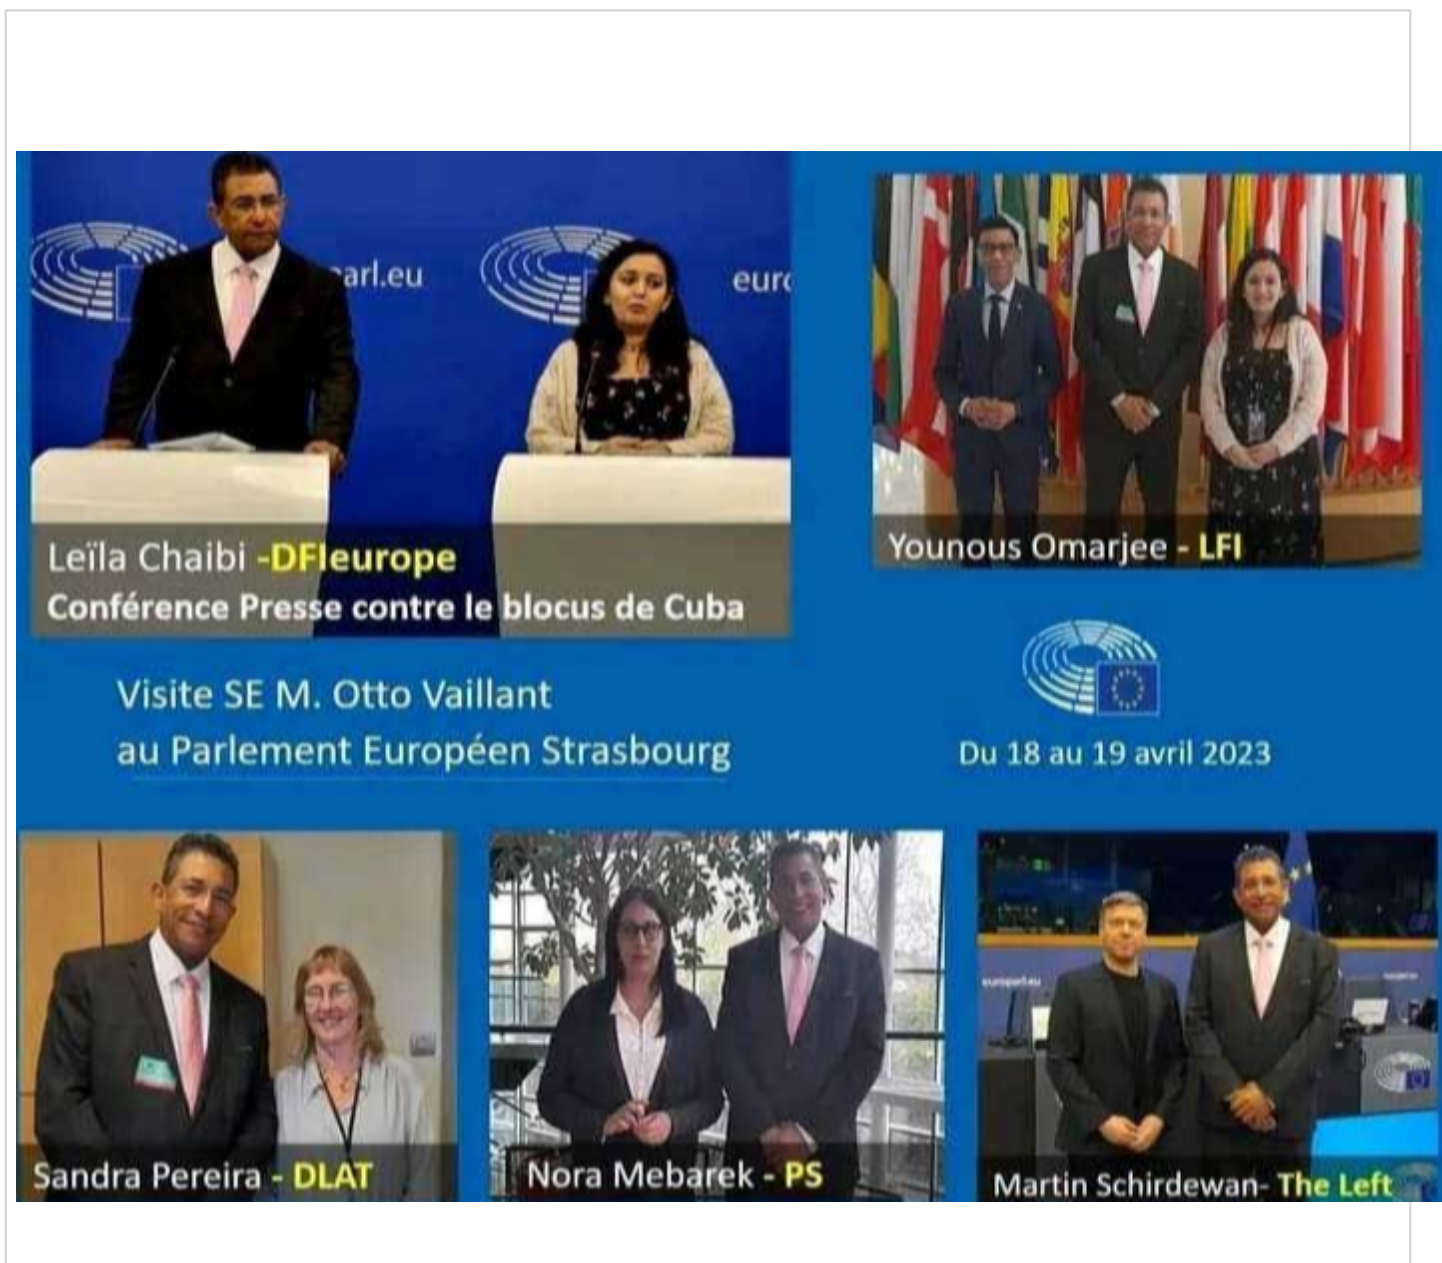 arl.eu
euro
Leïla Chaibi -DFIeurope
Conférence Presse contre le blocus de Cuba
Younous Omarjee - LFI
Visite SE M. Otto Vaillant
au Parlement Européen Strasbourg
Du 18 au 19 avril 2023
Sandra Pereira - DLAT
Nora Mebarek - PS
europarl.eu
Martin Schirdewan- The Left